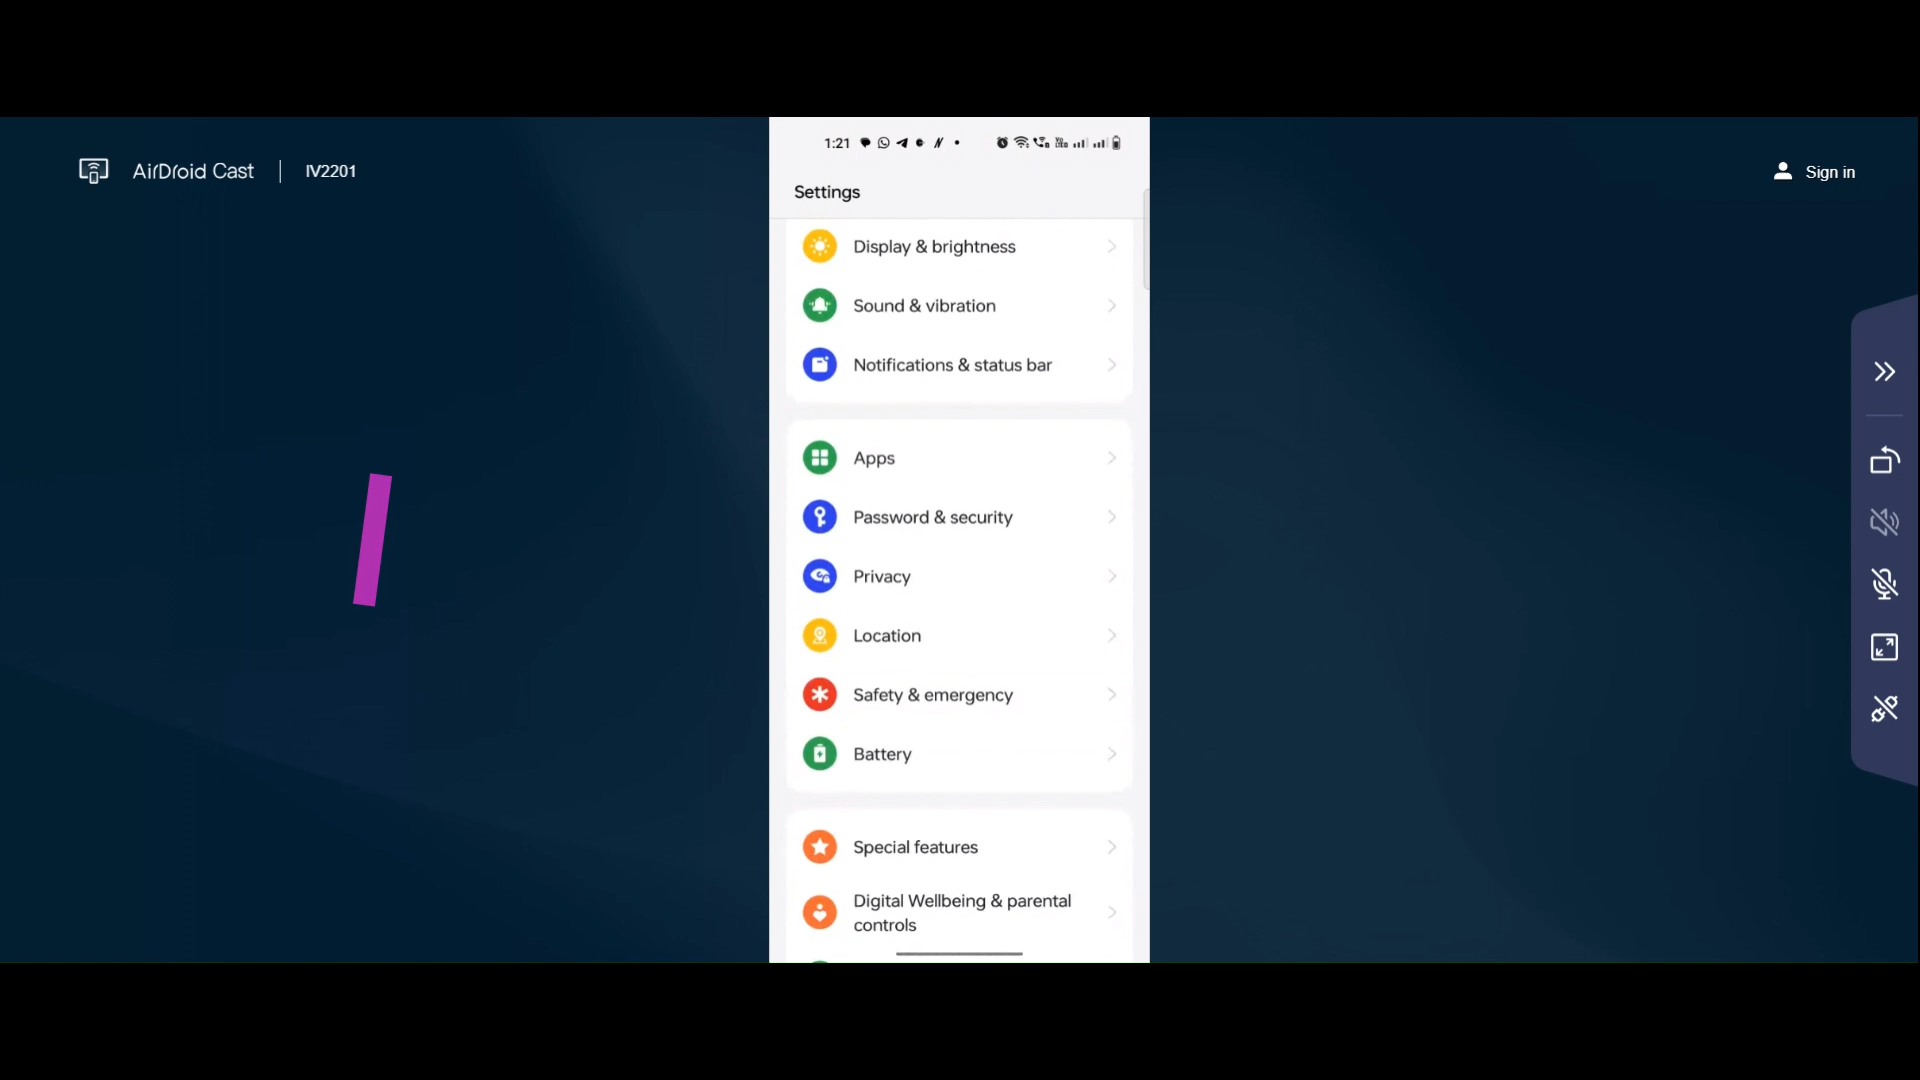 1:21
AirDroid Cast | IV2201
Sign in
Settings
Display & brightness
Sound & vibration
Notifications & status bar
Apps
Password & security
Privacy
Location
Safety & emergency
Battery
Special features
Digital Wellbeing & parental
controls